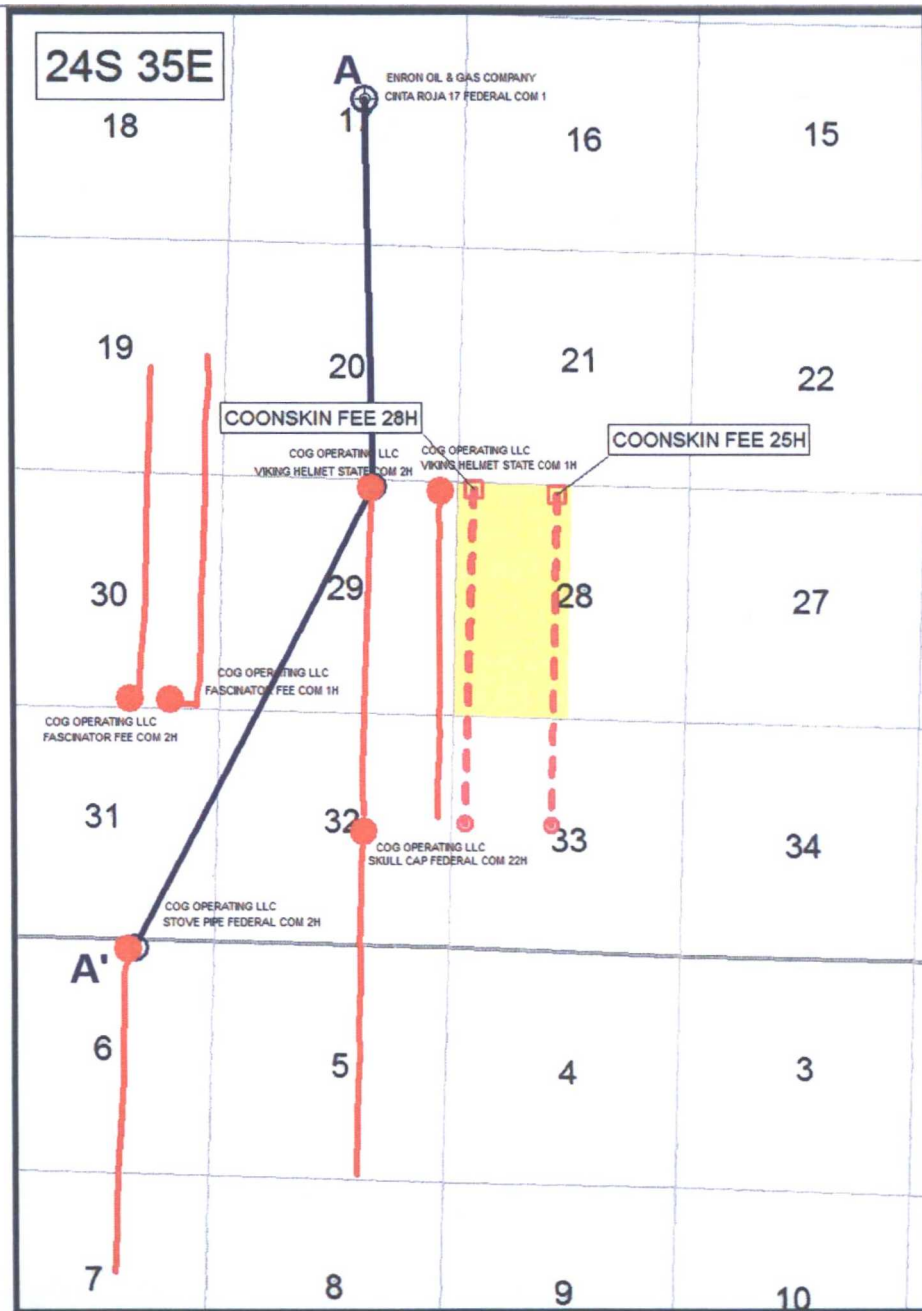 24S 35E
A
ENRON OIL & GAS COMPANY
CINTA ROJA 17 FEDERAL COM 1
18
17
16
15
19
20
21
22
COONSKIN FEE 28H
COONSKIN FEE 25H
COG OPERATING LLC
VIKING HELMET STATE COM 2H
COG OPERATING LLC
VIKING HELMET STATE COM 1H
30
29
28
27
COG OPERATING LLC
FASCINATOR FEE COM 1H
COG OPERATING LLC
FASCINATOR FEE COM 2H
31
32
33
34
COG OPERATING LLC
SKULL CAP FEDERAL COM 22H
COG OPERATING LLC
STOVE PIPE FEDERAL COM 2H
A'
6
5
4
3
7
8
9
10